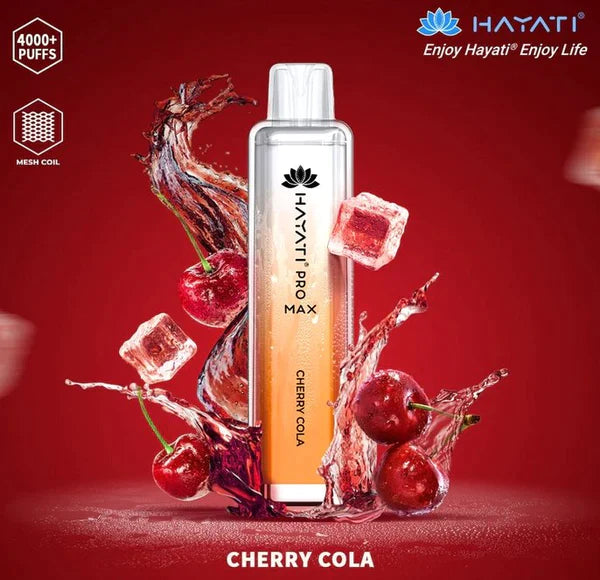 4000+
PUFFS
MESH COIL
HAYATI®
Enjoy Hayati® Enjoy Life
HAYATI® PRO
MAX
CHERRY COLA
CHERRY COLA